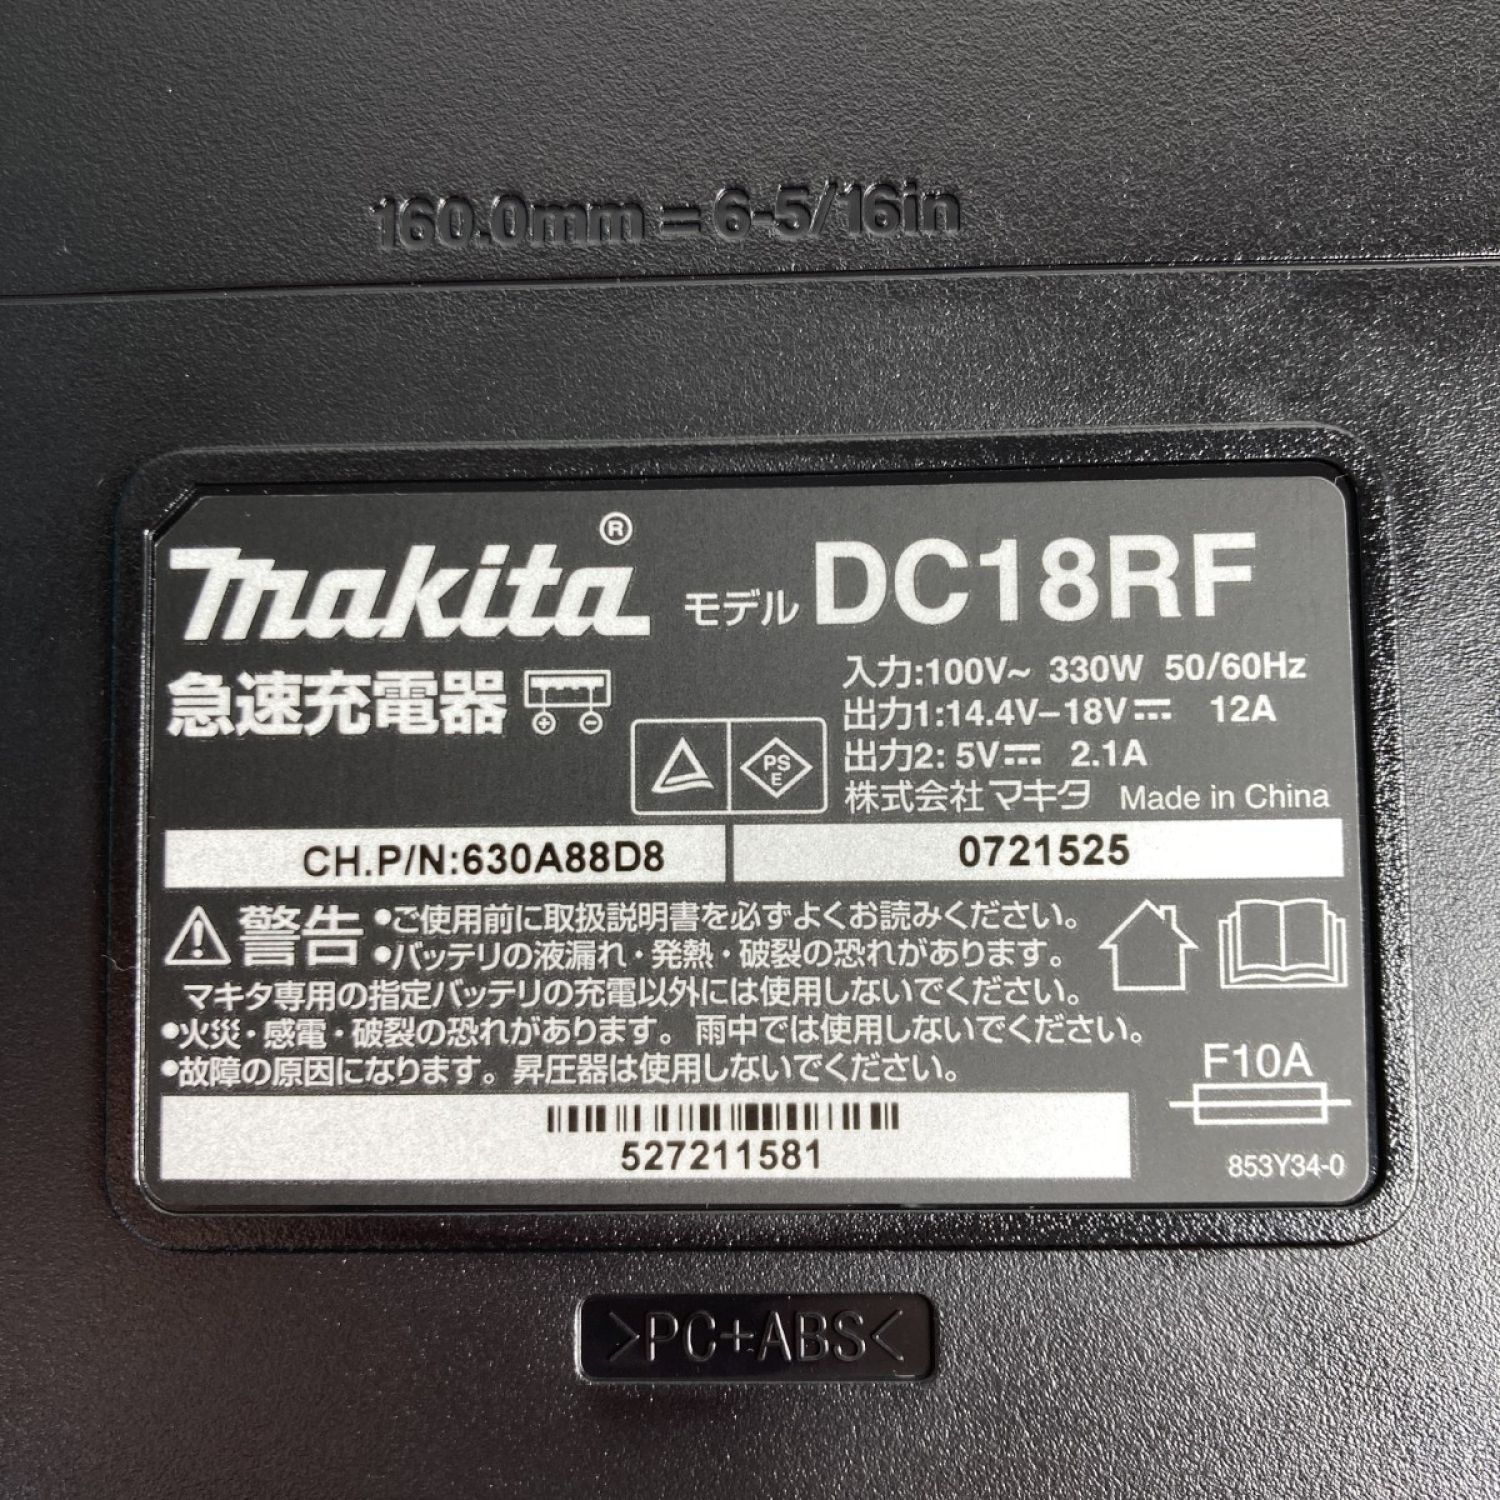 160.0mm = 6-5/16in
makita® モデル DC18RF
急速充電器
入力:100V~ 330W 50/60Hz
出力1:14.4V–18V⎓ 12A
出力2: 5V⎓ 2.1A
PS E
株式会社マキタ Made in China
CH.P/N:630A88D8 0721525
警告 •ご使用前に取扱説明書を必ずよくお読みください。
•バッテリの液漏れ・発熱・破裂の恐れがあります。
マキタ専用の指定バッテリの充電以外には使用しないでください。
•火災・感電・破裂の恐れがあります。雨中では使用しないでください。
•故障の原因になります。昇圧器は使用しないでください。
F10A
527211581
853Y34-0
>PC+ABS<